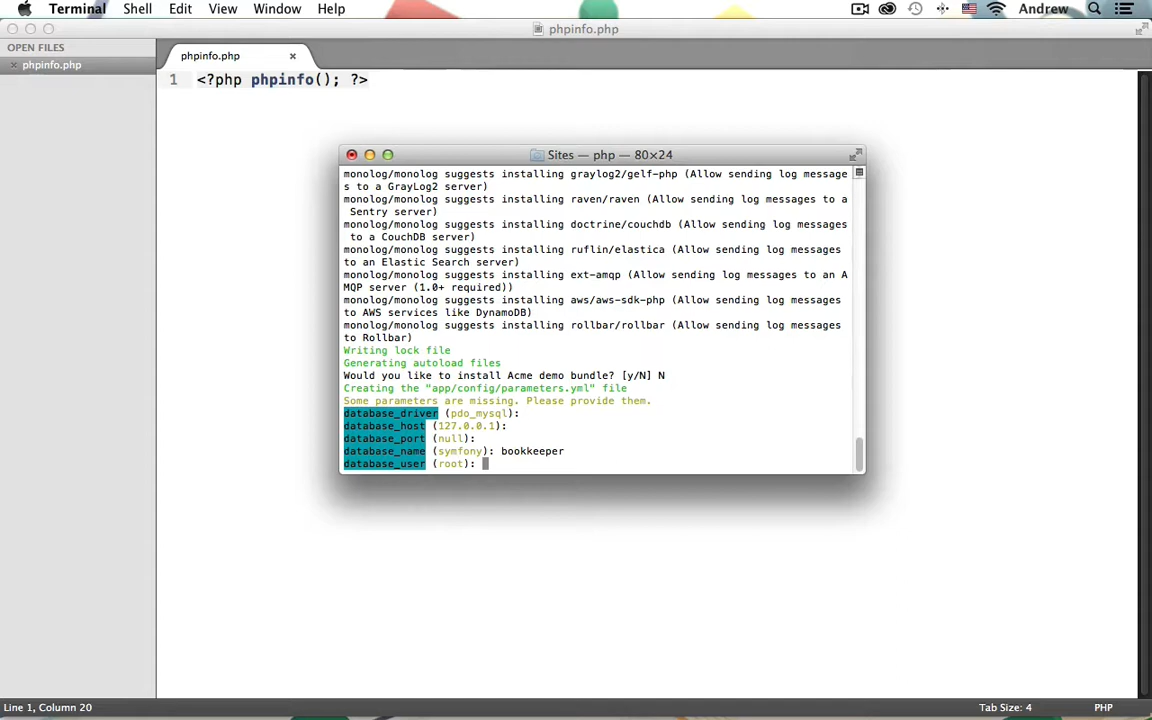 Terminal Shell Edit View Window Help Andrew
phpinfo.php
OPEN FILES
phpinfo.php
phpinfo.php ×
× phpinfo.php
1 <?php phpinfo(); ?>
Sites — php — 80×24
monolog/monolog suggests installing graylog2/gelf-php (Allow sending log message
s to a GrayLog2 server)
monolog/monolog suggests installing raven/raven (Allow sending log messages to a
Sentry server)
monolog/monolog suggests installing doctrine/couchdb (Allow sending log messages
to a CouchDB server)
monolog/monolog suggests installing ruflin/elastica (Allow sending log messages
to an Elastic Search server)
monolog/monolog suggests installing ext-amqp (Allow sending log messages to an A
MQP server (1.0+ required))
monolog/monolog suggests installing aws/aws-sdk-php (Allow sending log messages
to AWS services like DynamoDB)
monolog/monolog suggests installing rollbar/rollbar (Allow sending log messages
to Rollbar)
Writing lock file
Generating autoload files
Would you like to install Acme demo bundle? [y/N] N
Creating the "app/config/parameters.yml" file
Some parameters are missing. Please provide them.
database_driver (pdo_mysql):
database_host (127.0.0.1):
database_port (null):
database_name (symfony): bookkeeper
database_user (root):
Line 1, Column 20 Tab Size: 4 PHP